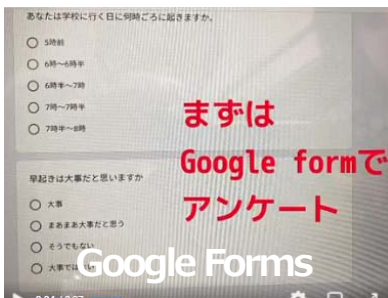 あなたは学校に行く日に何時ごろに起きますか。
5時前
6時〜6時半
6時半〜7時
7時〜7時半
7時半〜8時
まずは
Google formで
アンケート
早起きは大事だと思いますか
大事
まあまあ大事だと思う
そうでもない
Google Forms